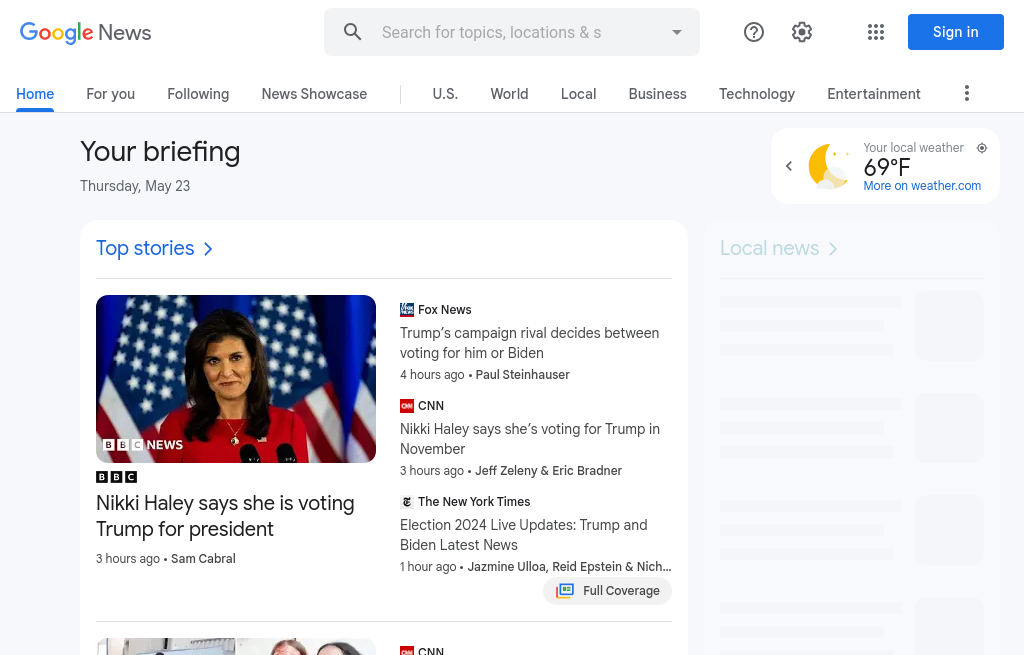 Google News
Search for topics, locations & s
Sign in
Home
For you
Following
News Showcase
U.S.
World
Local
Business
Technology
Entertainment
Your briefing
Thursday, May 23
Your local weather
69°F
More on weather.com
Top stories
Local news
BBC NEWS
BBC
Nikki Haley says she is voting
Trump for president
3 hours ago • Sam Cabral
Fox News
Trump’s campaign rival decides between
voting for him or Biden
4 hours ago • Paul Steinhauser
CNN
Nikki Haley says she’s voting for Trump in
November
3 hours ago • Jeff Zeleny & Eric Bradner
The New York Times
Election 2024 Live Updates: Trump and
Biden Latest News
1 hour ago • Jazmine Ulloa, Reid Epstein & Nich…
Full Coverage
CNN